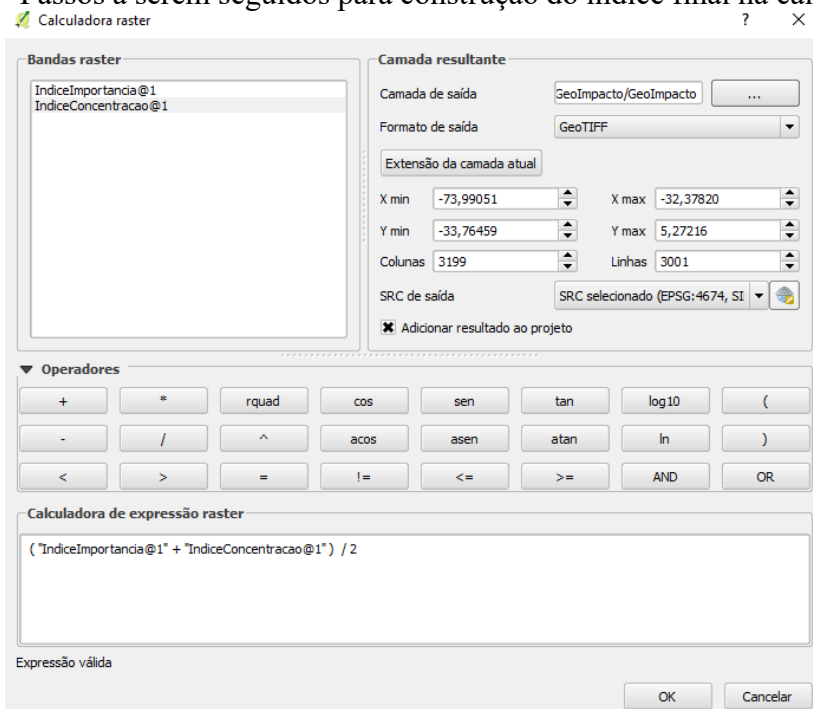 Passos a serem seguidos para construção do índice final na cal
Calculadora raster ? ×
Bandas raster
IndiceImportancia@1
IndiceConcentracao@1
Camada resultante
Camada de saída GeoImpacto/GeoImpacto ...
Formato de saída GeoTIFF
Extensão da camada atual
X min -73,99051 X max -32,37820
Y min -33,76459 Y max 5,27216
Colunas 3199 Linhas 3001
SRC de saída SRC selecionado (EPSG:4674, SI
Adicionar resultado ao projeto
Operadores
+ * rquad cos sen tan log10 (
- / ^ acos asen atan ln )
< > = != <= >= AND OR
Calculadora de expressão raster
( "IndiceImportancia@1" + "IndiceConcentracao@1" ) / 2
Expressão válida
OK Cancelar